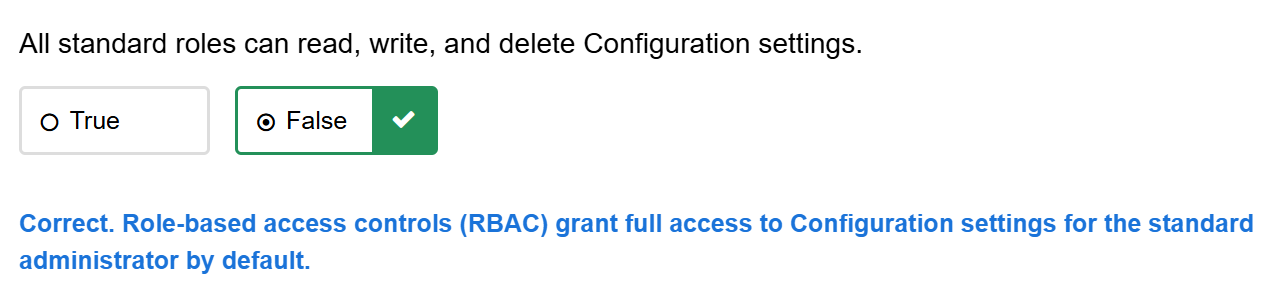 All standard roles can read, write, and delete Configuration settings.
True
False
Correct. Role-based access controls (RBAC) grant full access to Configuration settings for the standard
administrator by default.